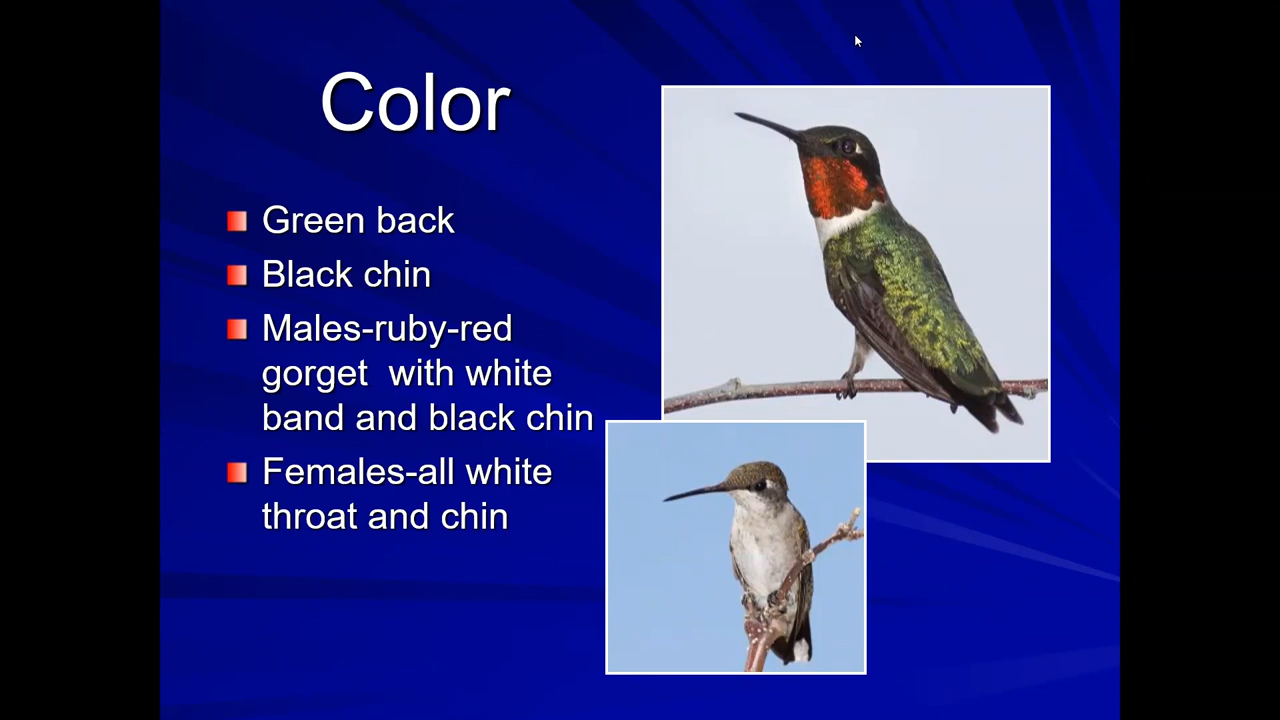 Color
Green back
Black chin
Males-ruby-red
gorget  with white
band and black chin
Females-all white
throat and chin